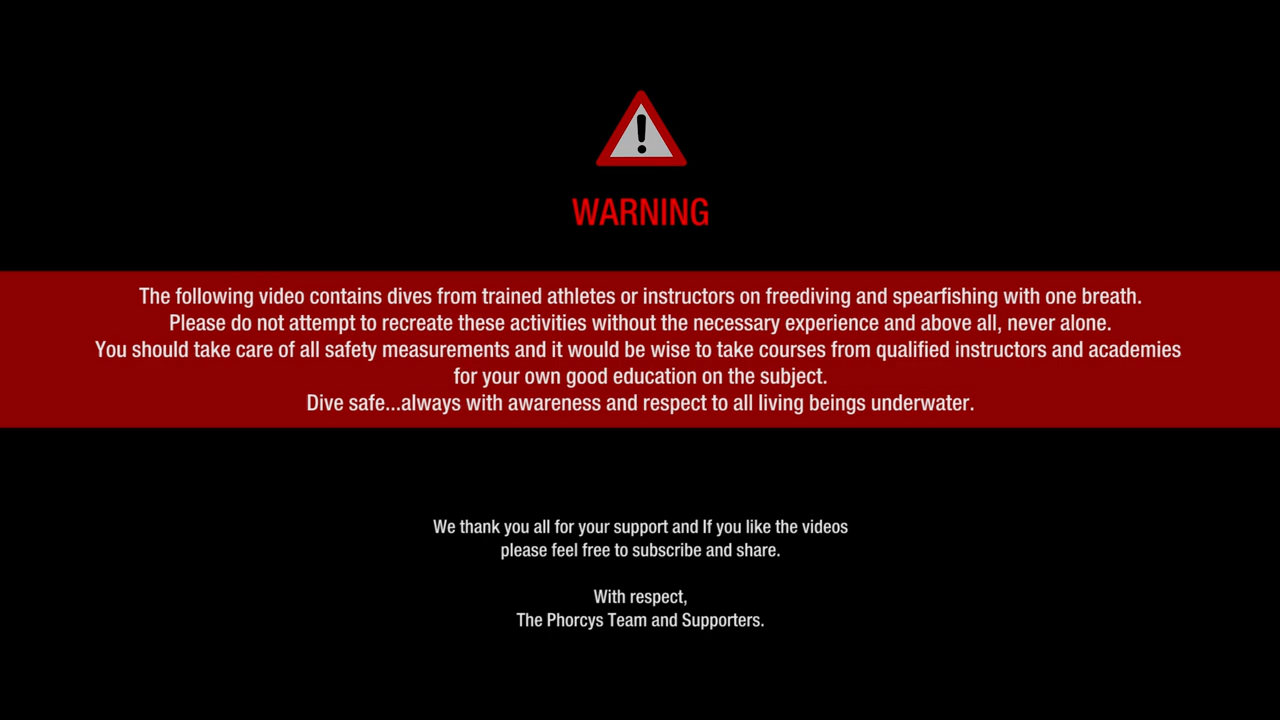 WARNING
The following video contains dives from trained athletes or instructors on freediving and spearfishing with one breath.
Please do not attempt to recreate these activities without the necessary experience and above all, never alone.
You should take care of all safety measurements and it would be wise to take courses from qualified instructors and academies
for your own good education on the subject.
Dive safe...always with awareness and respect to all living beings underwater.
We thank you all for your support and If you like the videos
please feel free to subscribe and share.
With respect,
The Phorcys Team and Supporters.